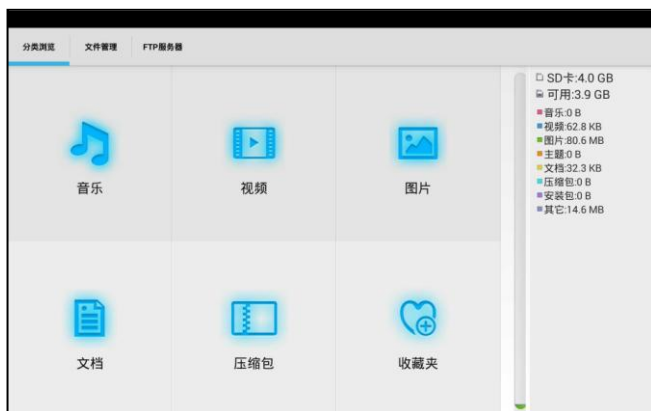 分类浏览 文件管理 FTP服务器
音乐 视频 图片
文档 压缩包 收藏夹
SD卡:4.0 GB
可用:3.9 GB
音乐:0 B
视频:62.8 KB
图片:80.6 MB
主题:0 B
文档:32.3 KB
压缩包:0 B
安装包:0 B
其它:14.6 MB